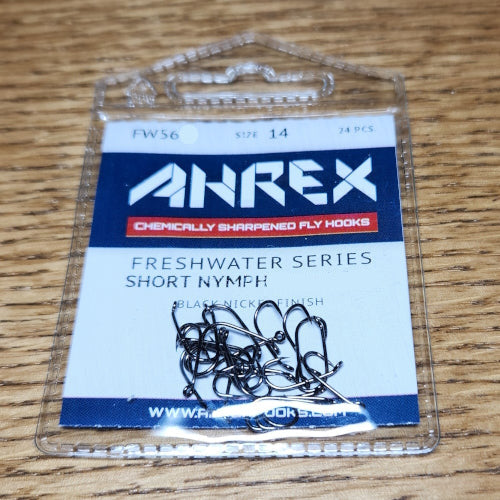 FW56 SIZE 14 24 PCS
AHREX
CHEMICALLY SHARPENED FLY HOOKS
FRESHWATER SERIES
SHORT NYMPH
BLACK NICKEL FINISH